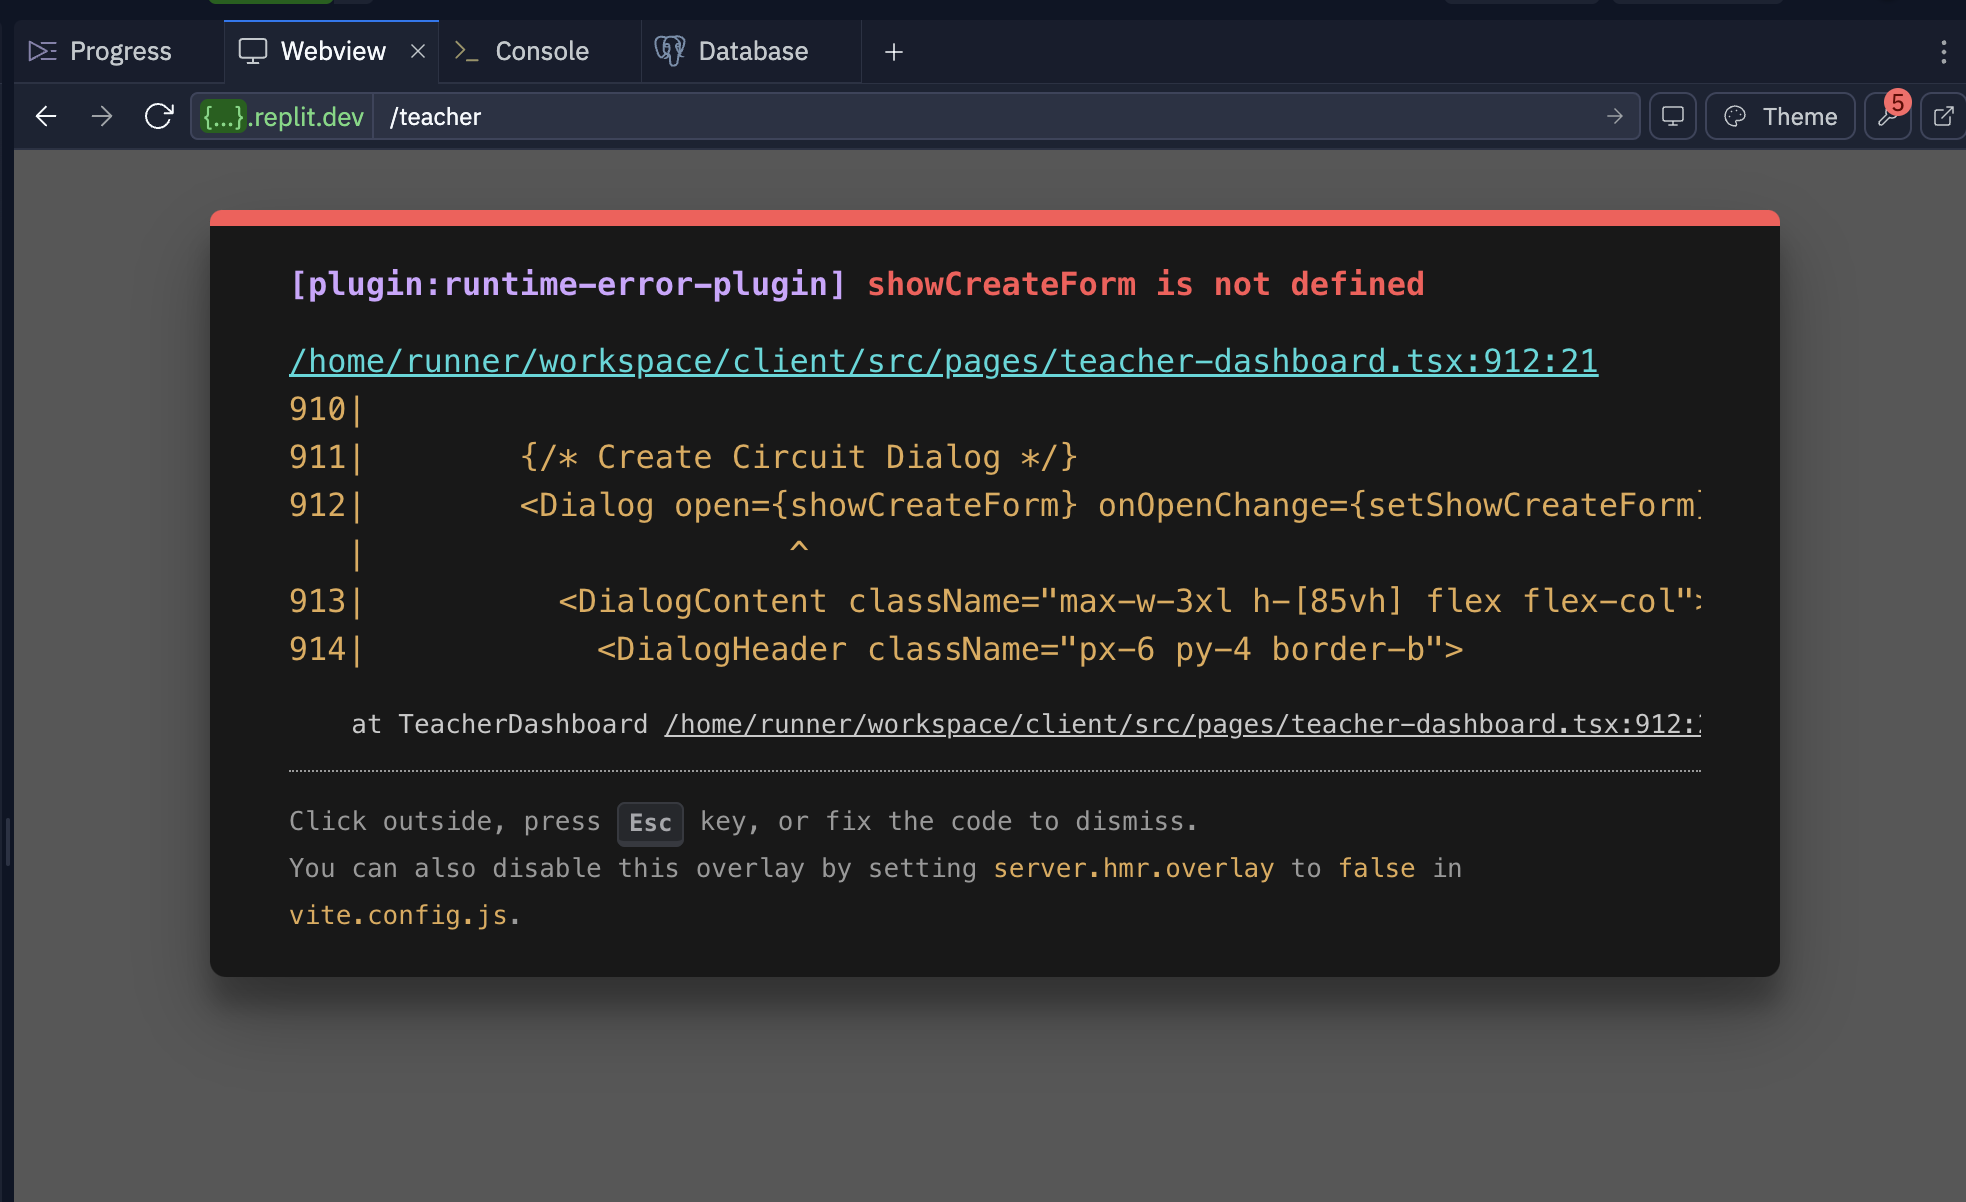 Progress
Webview
Console
Database
{...}.replit.dev /teacher
Theme
5
[plugin:runtime-error-plugin] showCreateForm is not defined
/home/runner/workspace/client/src/pages/teacher-dashboard.tsx:912:21
910|
911|        {/* Create Circuit Dialog */}
912|        <Dialog open={showCreateForm} onOpenChange={setShowCreateForm}
   |                      ^
913|          <DialogContent className="max-w-3xl h-[85vh] flex flex-col">
914|            <DialogHeader className="px-6 py-4 border-b">
at TeacherDashboard /home/runner/workspace/client/src/pages/teacher-dashboard.tsx:912:
Click outside, press Esc key, or fix the code to dismiss.
You can also disable this overlay by setting server.hmr.overlay to false in
vite.config.js.